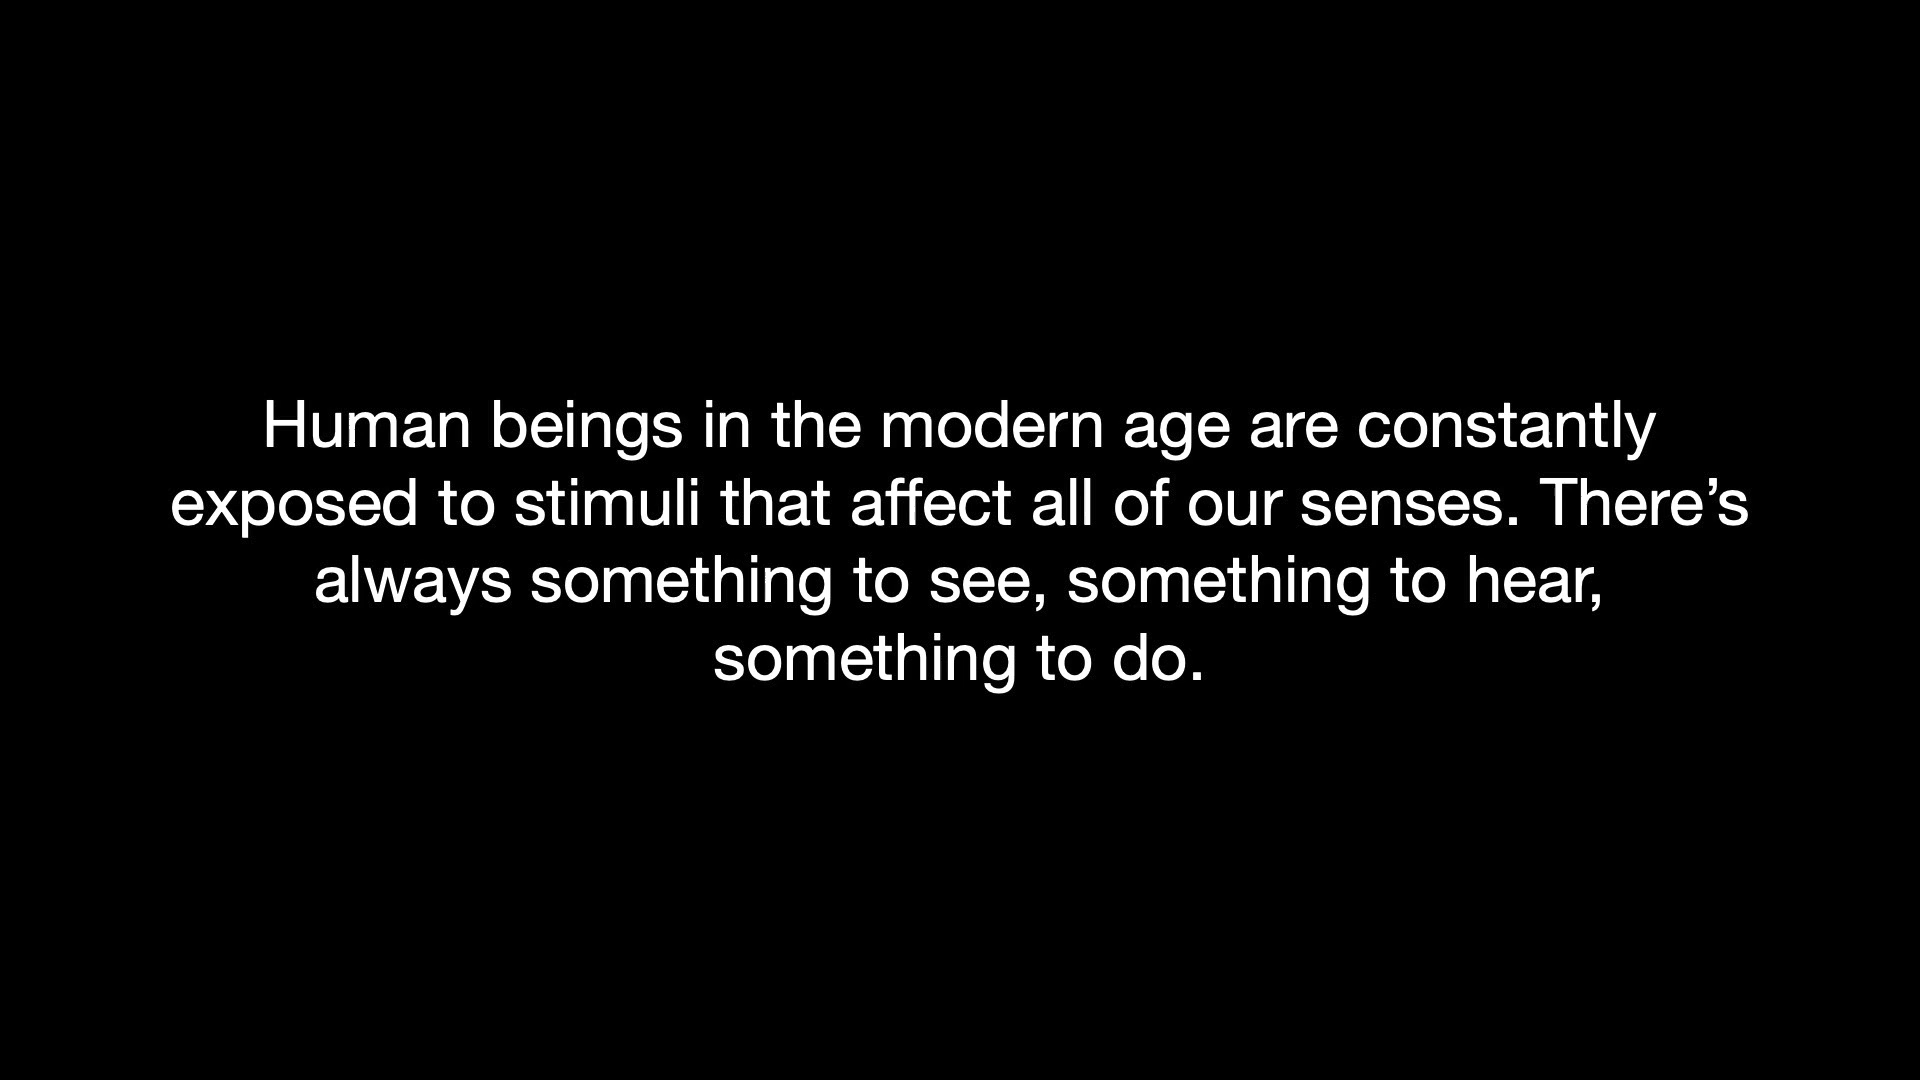 Human beings in the modern age are constantly
exposed to stimuli that affect all of our senses. There’s
always something to see, something to hear,
something to do.